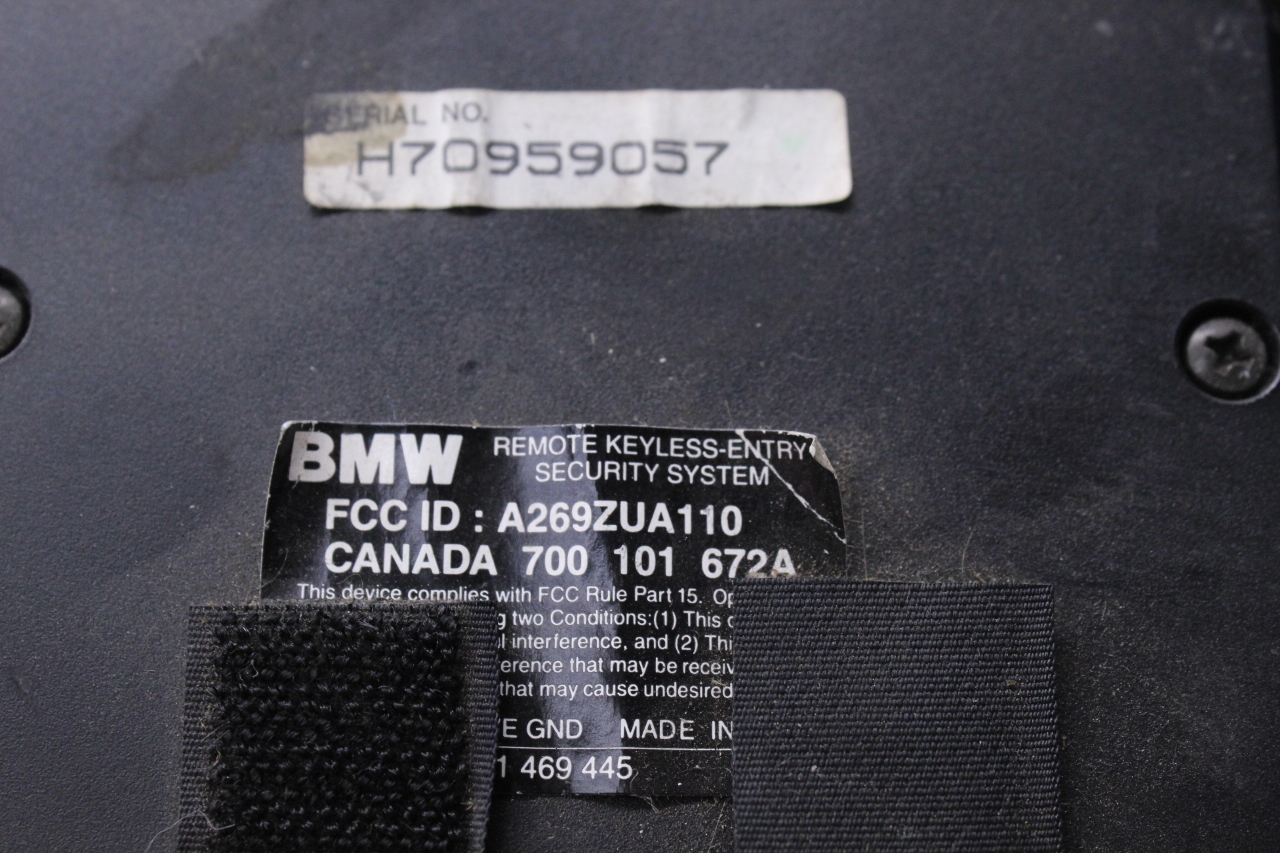 SERIAL NO.
H70959057
BMW REMOTE KEYLESS-ENTRY
SECURITY SYSTEM
FCC ID : A269ZUA110
CANADA 700 101 672A
This device complies with FCC Rule Part 15.
two Conditions:(1) This
interference, and (2)
that may be
that may cause undesired
GND MADE IN
469 445